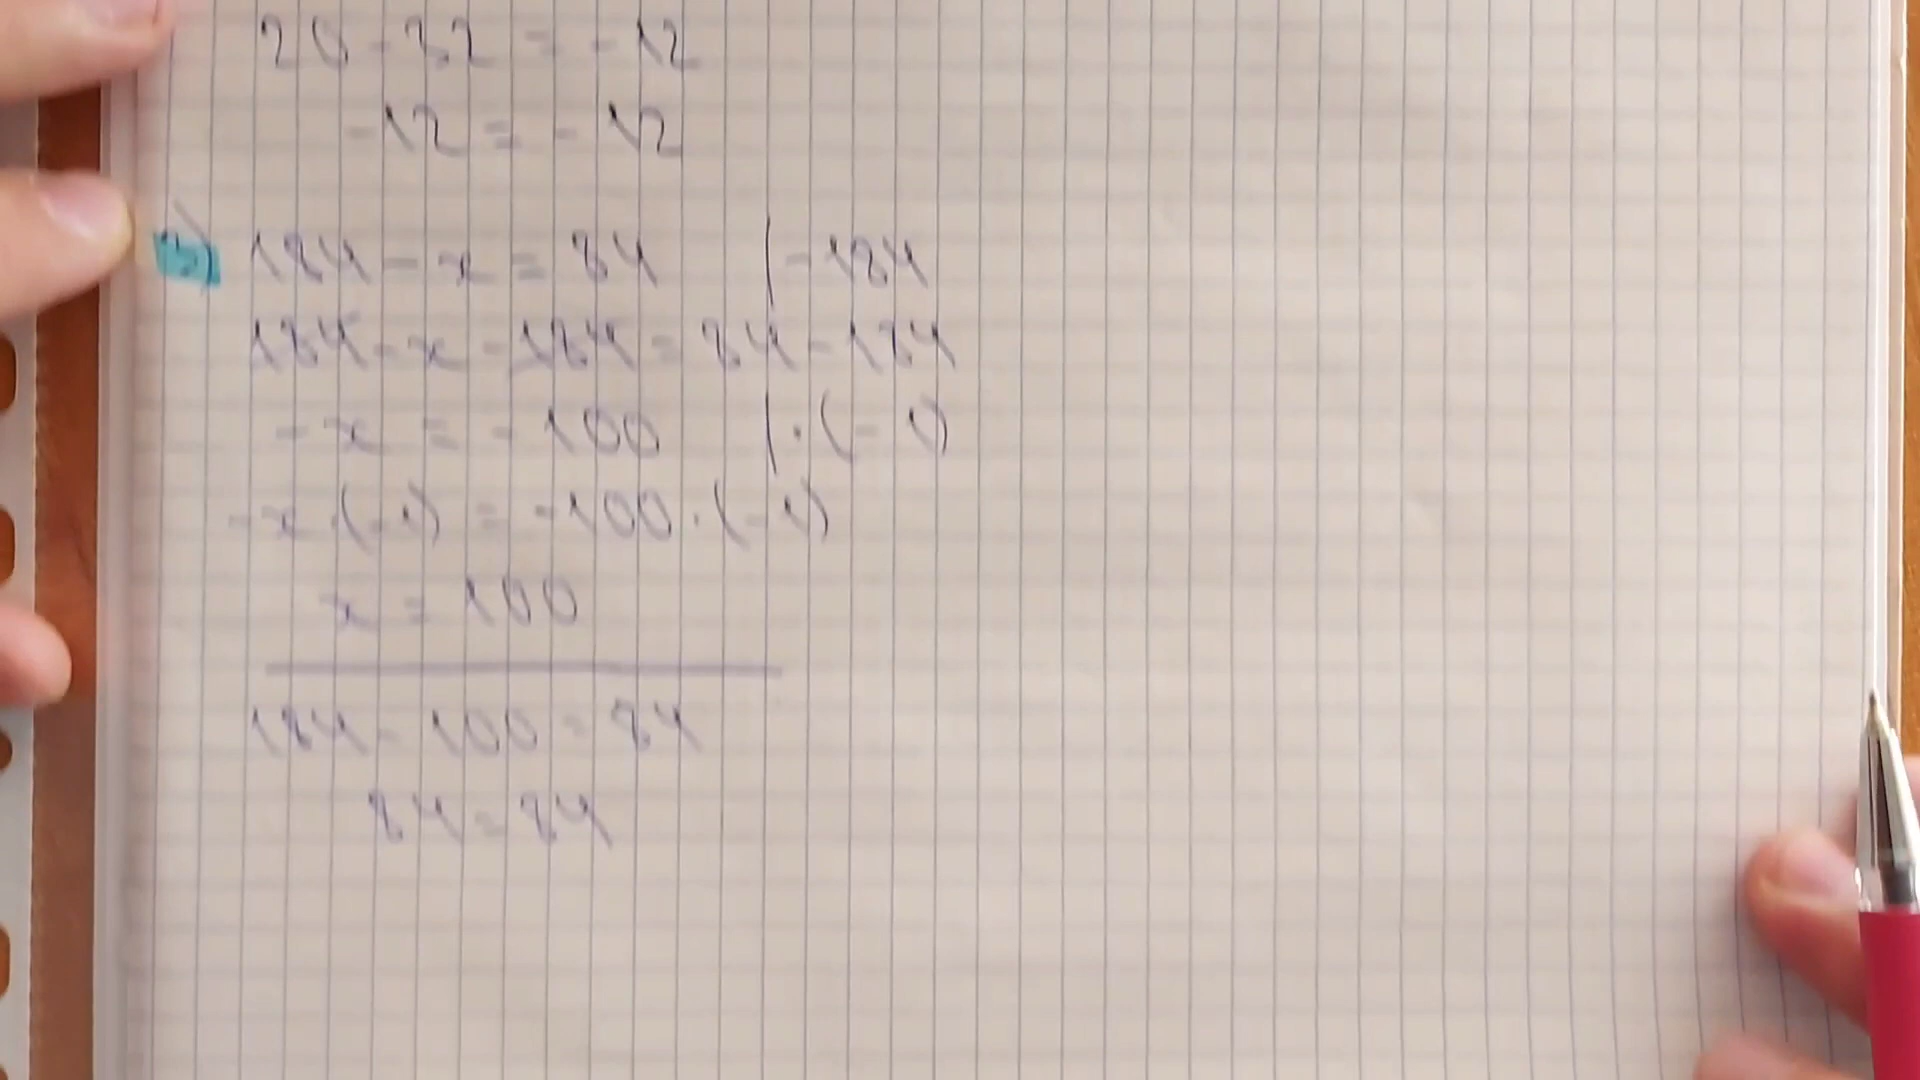 20 - 32 = - 12
-12 = - 12
3) 184 - x = 84 | -184
184 - x - 184 = 84 - 184
- x = - 100 | · (- 1)
- x · (- 1) = - 100 · (- 1)
x = 100
184 - 100 = 84
84 = 84